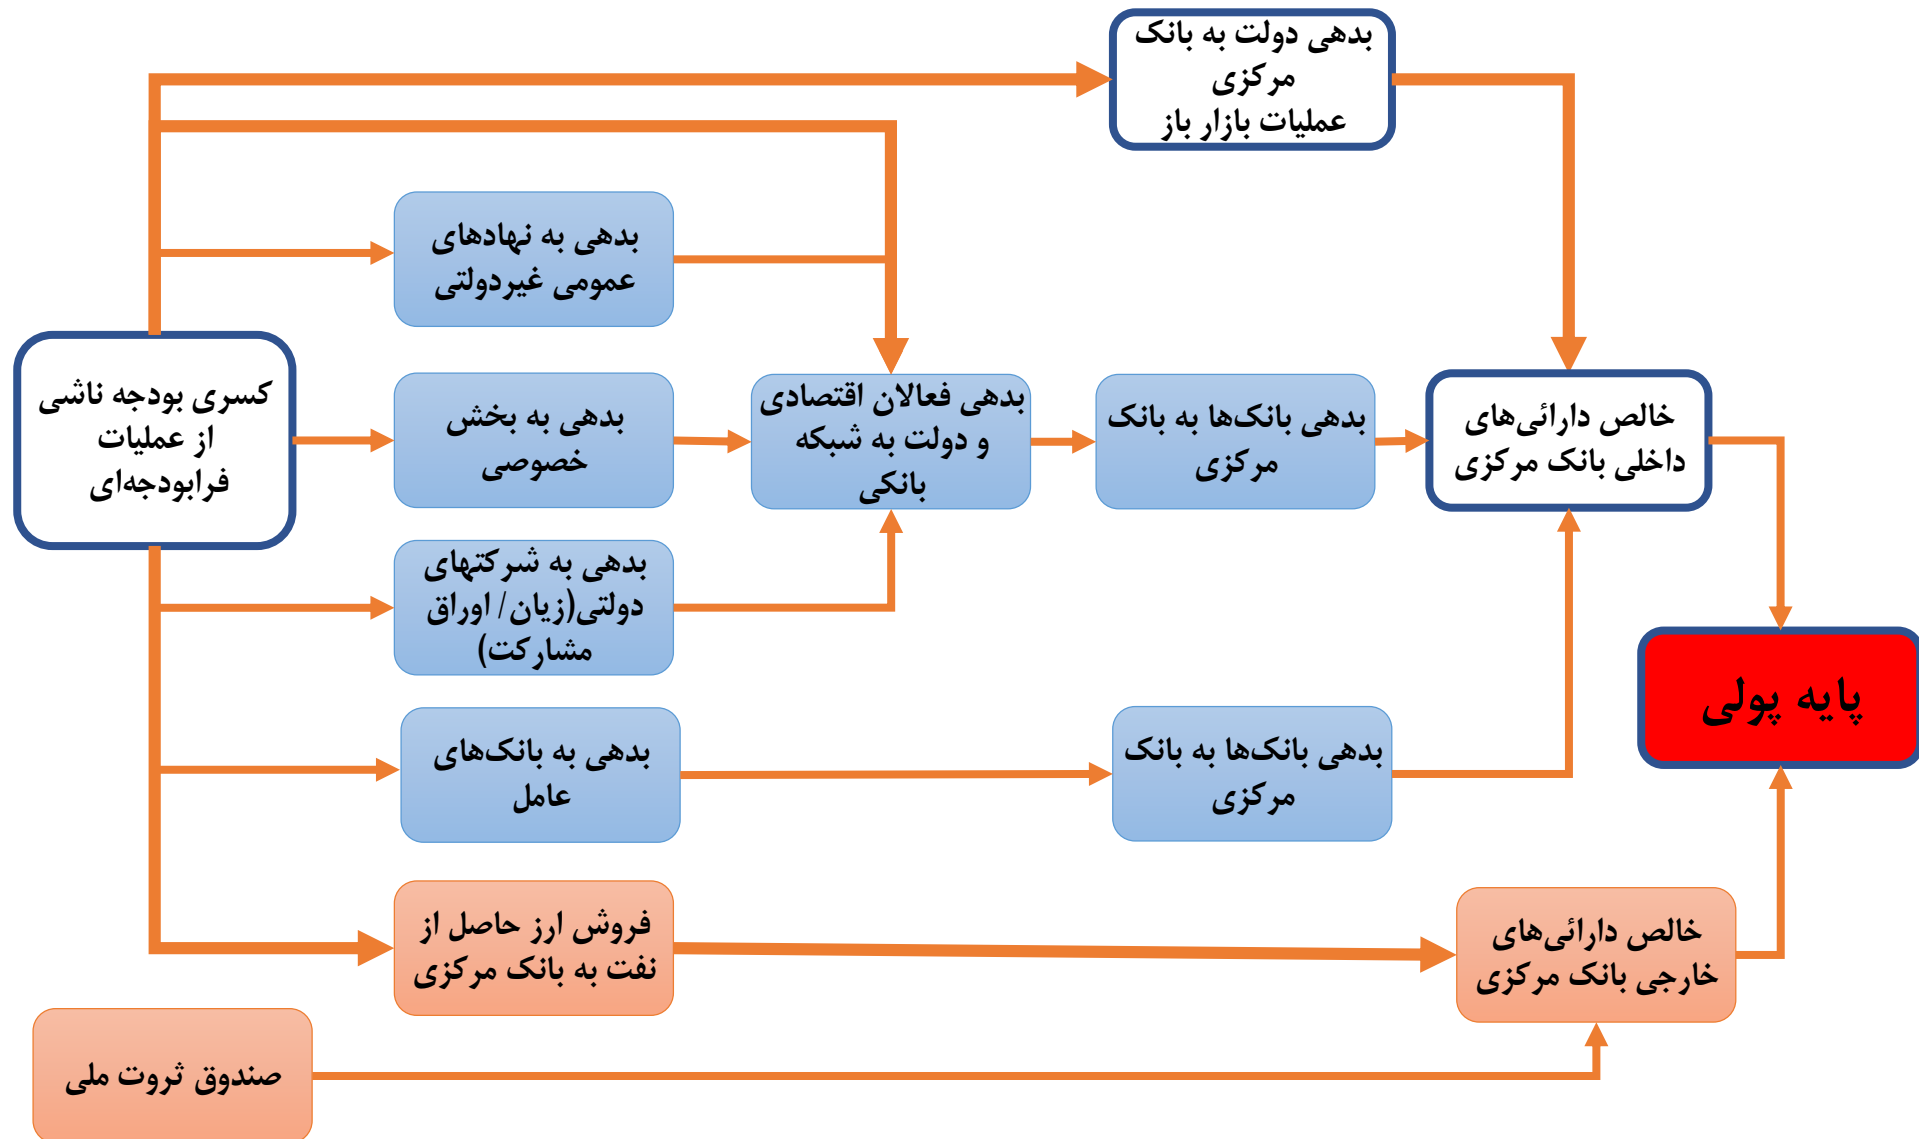 بدهی دولت به بانک
مرکزی
عملیات بازار باز
بدهی به نهادهای
عمومی غیردولتی
کسری بودجه ناشی
از عملیات
فرابودجه‌ای
بدهی به بخش
خصوصی
بدهی فعالان اقتصادی
و دولت به شبکه
بانکی
بدهی بانک‌ها به بانک
مرکزی
خالص دارائی‌های
داخلی بانک مرکزی
بدهی به شرکتهای
دولتی(زیان/ اوراق
مشارکت)
پایه پولی
بدهی به بانک‌های
عامل
بدهی بانک‌ها به بانک
مرکزی
فروش ارز حاصل از
نفت به بانک مرکزی
خالص دارائی‌های
خارجی بانک مرکزی
صندوق ثروت ملی